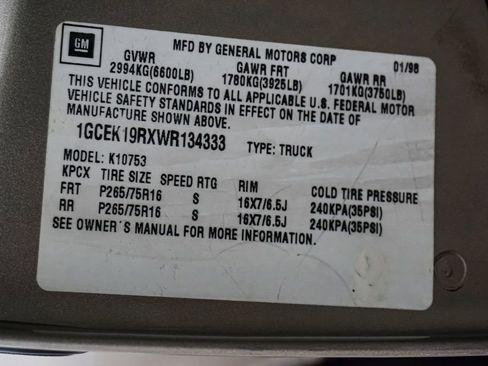 GM
MFD BY GENERAL MOTORS CORP 01/98
GVWR GAWR FRT GAWR RR
2994KG(6600LB) 1780KG(3925LB) 1701KG(3750LB)
THIS VEHICLE CONFORMS TO ALL APPLICABLE U.S. FEDERAL MOTOR
VEHICLE SAFETY STANDARDS IN EFFECT ON THE DATE OF
MANUFACTURE SHOWN ABOVE.
1GCEK19RXWR134333 TYPE: TRUCK
MODEL: K10753
KPCX TIRE SIZE SPEED RTG RIM COLD TIRE PRESSURE
FRT P265/75R16 S 16X7/6.5J 240KPA(35PSI)
RR P265/75R16 S 16X7/6.5J 240KPA(35PSI)
SEE OWNER'S MANUAL FOR MORE INFORMATION.